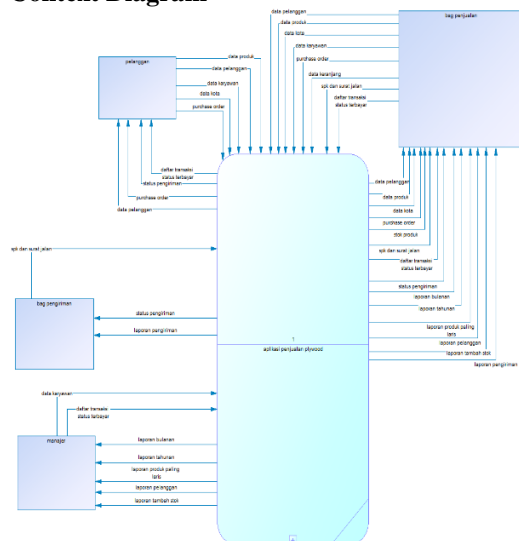 Context Diagram
data pelanggan
data produk
data kota
data karyawan
purchase order
data keranjang
spk dan surat jalan
daftar transaksi
status terbayar
bag penjualan
pelanggan
data produk
data pelanggan
data karyawan
data kota
purchase order
daftar transaksi
status terbayar
status pengiriman
purchase order
data pelanggan
data pelanggan
data produk
data kota
purchase order
stok produk
spk dan surat jalan
daftar transaksi
status terbayar
status pengiriman
laporan bulanan
laporan tahunan
laporan produk paling
laris
laporan pelanggan
laporan tambah stok
laporan pengiriman
spk dan surat jalan
bag pengiriman
status pengiriman
laporan pengiriman
1
aplikasi penjualan plywood
data karyawan
daftar transaksi
status terbayar
manajer
laporan bulanan
laporan tahunan
laporan produk paling
laris
laporan pelanggan
laporan tambah stok